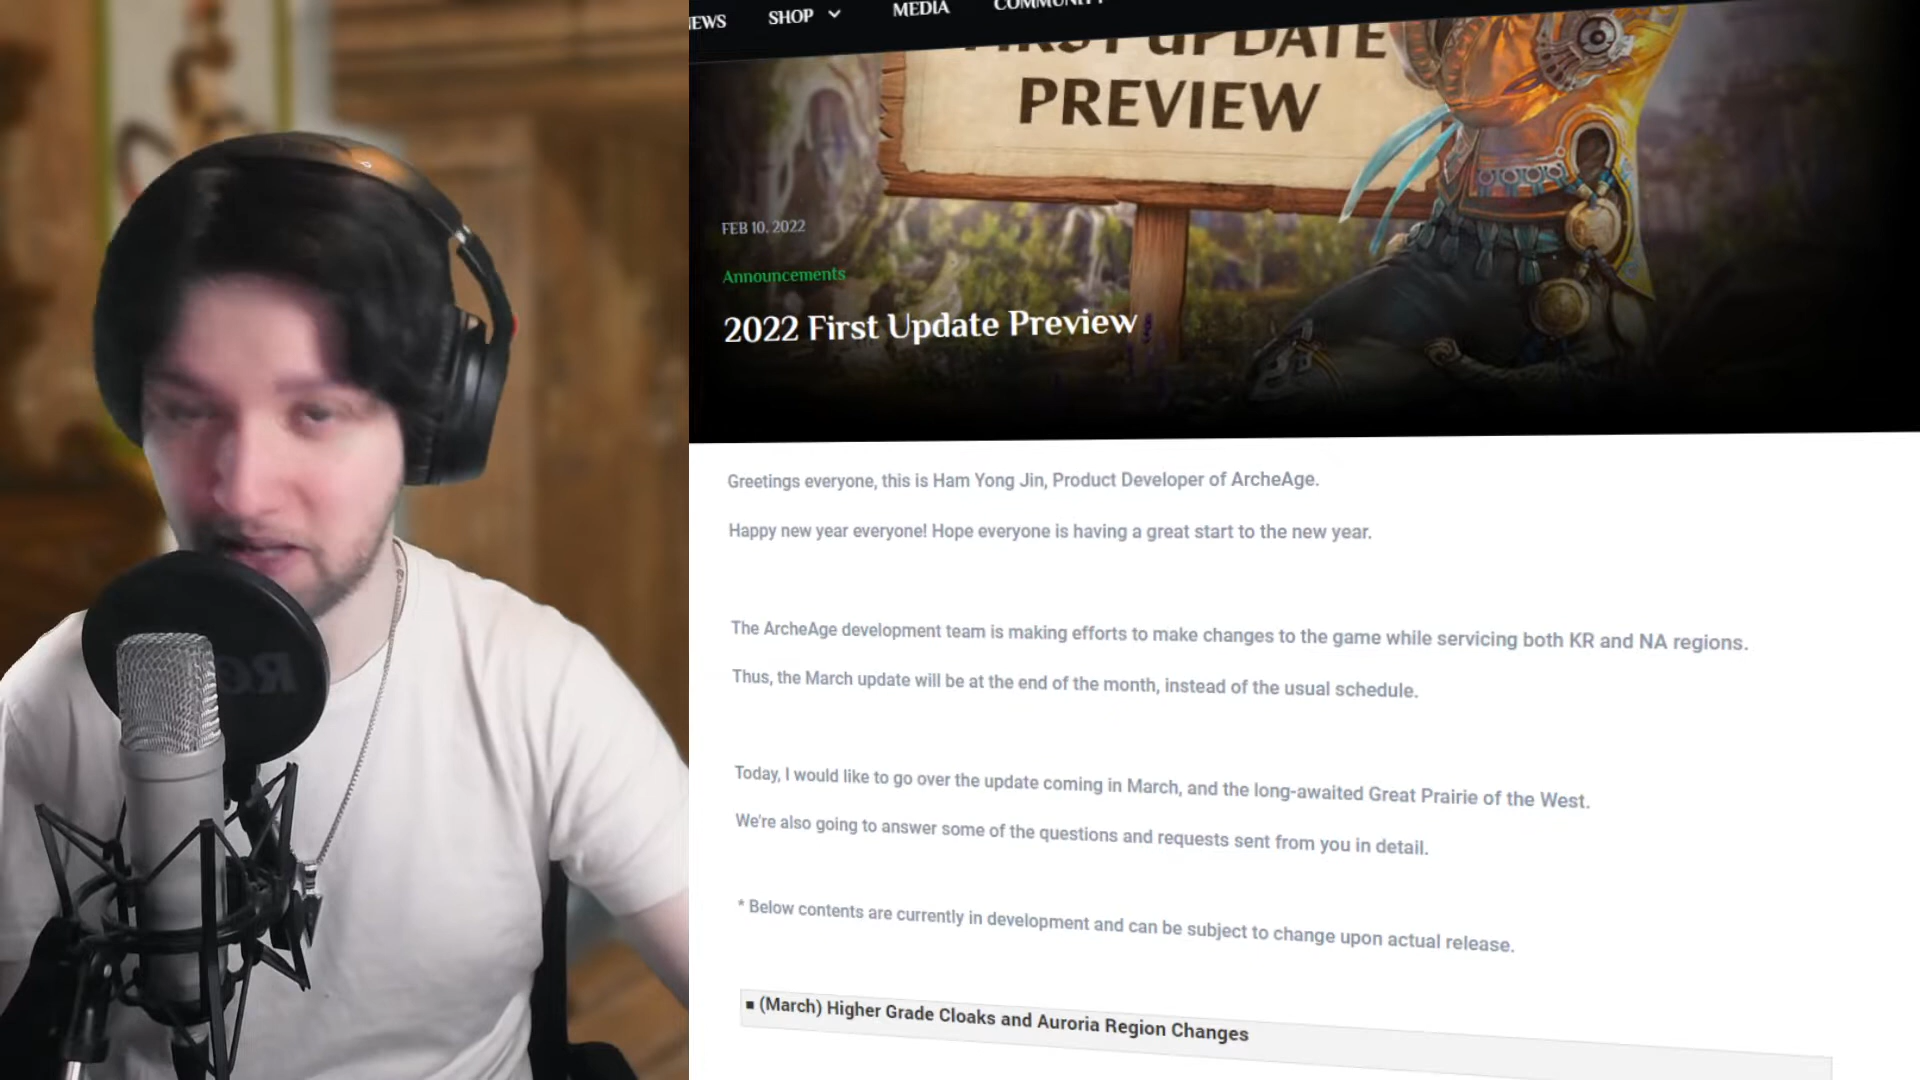 NEWS SHOP MEDIA COMMUNITY
FIRST UPDATE
PREVIEW
FEB 10. 2022
Announcements
2022 First Update Preview
Greetings everyone, this is Ham Yong Jin, Product Developer of ArcheAge.
Happy new year everyone! Hope everyone is having a great start to the new year.
The ArcheAge development team is making efforts to make changes to the game while servicing both KR and NA regions.
Thus, the March update will be at the end of the month, instead of the usual schedule.
Today, I would like to go over the update coming in March, and the long-awaited Great Prairie of the West.
We're also going to answer some of the questions and requests sent from you in detail.
* Below contents are currently in development and can be subject to change upon actual release.
■ (March) Higher Grade Cloaks and Auroria Region Changes